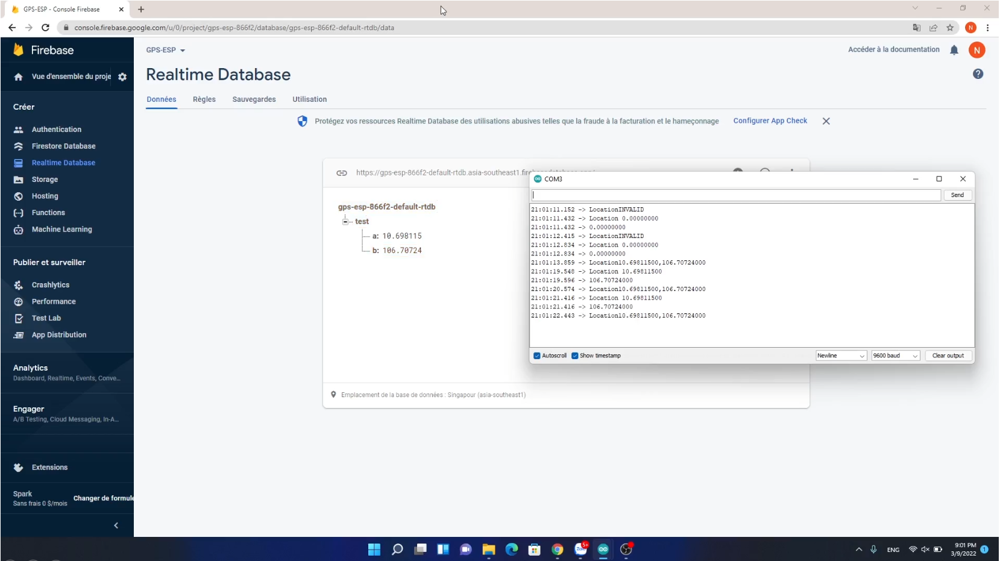 GPS-ESP - Console Firebase
console.firebase.google.com/u/0/project/gps-esp-866f2/database/gps-esp-866f2-default-rtdb/data
N
Firebase
GPS-ESP
Accéder à la documentation
N
Vue d'ensemble du proje
Realtime Database
Données Règles Sauvegardes Utilisation
Protégez vos ressources Realtime Database des utilisations abusives telles que la fraude à la facturation et le hameçonnage
Configurer App Check
Créer
Authentication
Firestore Database
Realtime Database
Storage
Hosting
Functions
Machine Learning
Publier et surveiller
Crashlytics
Performance
Test Lab
App Distribution
Analytics
Dashboard, Realtime, Events, Conve...
Engager
A/B Testing, Cloud Messaging, In-A...
Extensions
Spark
Sans frais 0 $/mois
Changer de formule
https://gps-esp-866f2-default-rtdb.asia-southeast1.fire
gps-esp-866f2-default-rtdb
test
a: 10.698115
b: 106.70724
Emplacement de la base de données : Singapour (asia-southeast1)
COM3
Send
21:01:11.152 -> LocationINVALID
21:01:11.432 -> Location 0.00000000
21:01:11.432 -> 0.00000000
21:01:12.415 -> LocationINVALID
21:01:12.834 -> Location 0.00000000
21:01:12.834 -> 0.00000000
21:01:13.859 -> Location10.69811500,106.70724000
21:01:19.548 -> Location 10.69811500
21:01:19.596 -> 106.70724000
21:01:20.574 -> Location10.69811500,106.70724000
21:01:21.416 -> Location 10.69811500
21:01:21.416 -> 106.70724000
21:01:22.443 -> Location10.69811500,106.70724000
Autoscroll Show timestamp
Newline
9600 baud
Clear output
Zalo
5+
ENG
9:01 PM
3/9/2022
1